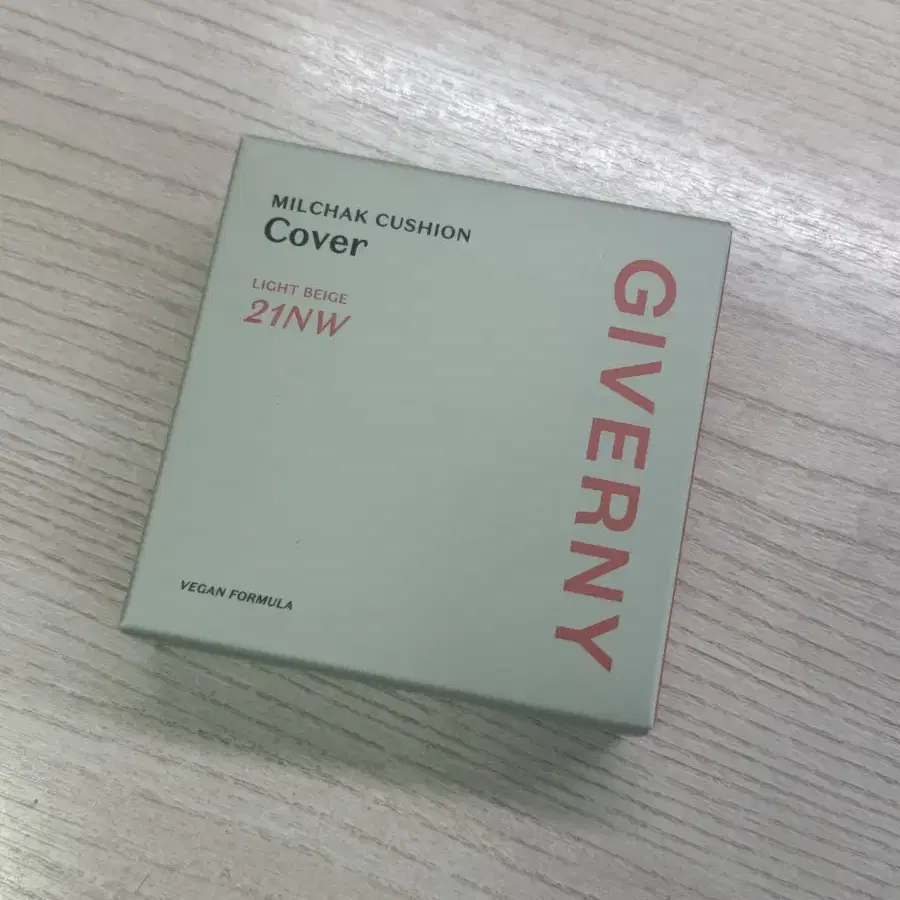 MILCHAK CUSHION
Cover
LIGHT BEIGE
21NW
GIVERNY
VEGAN FORMULA